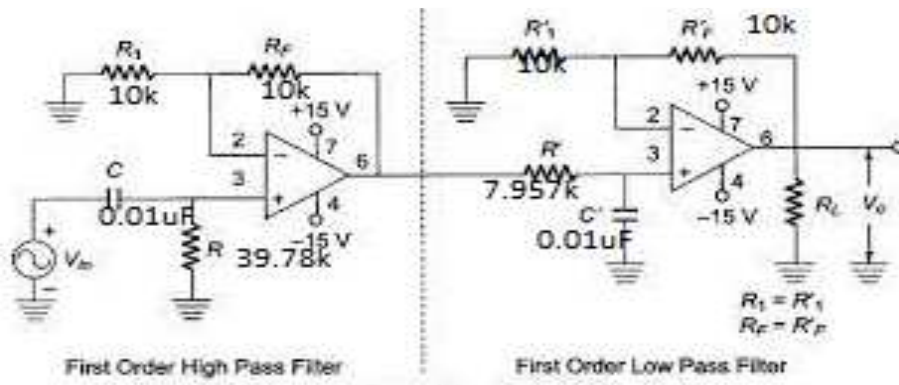 R₁
10k
R_F
10k
+15 V
2
7
−
6
3
+
4
−15 V
C
0.01uF
R
39.78k
+
V_in
−
First Order High Pass Filter
R'₁
10k
R'_F
10k
+15 V
2
7
−
6
3
+
4
−15 V
R'
7.957k
C'
0.01uF
R_L
V_o
R₁ = R'₁
R_F = R'_F
First Order Low Pass Filter